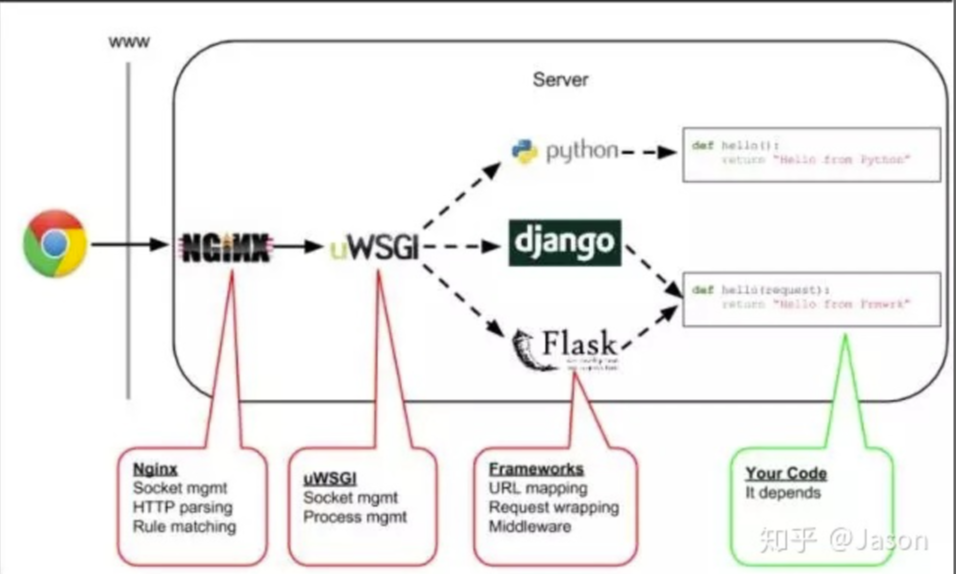 www
Server
python
def hello():
return "Hello from Python"
NGiNX
uWSGI
django
def hello(request):
return "Hello from Frmwrk"
Flask
Nginx
Socket mgmt
HTTP parsing
Rule matching
uWSGI
Socket mgmt
Process mgmt
Frameworks
URL mapping
Request wrapping
Middleware
Your Code
It depends
知乎 @Jason